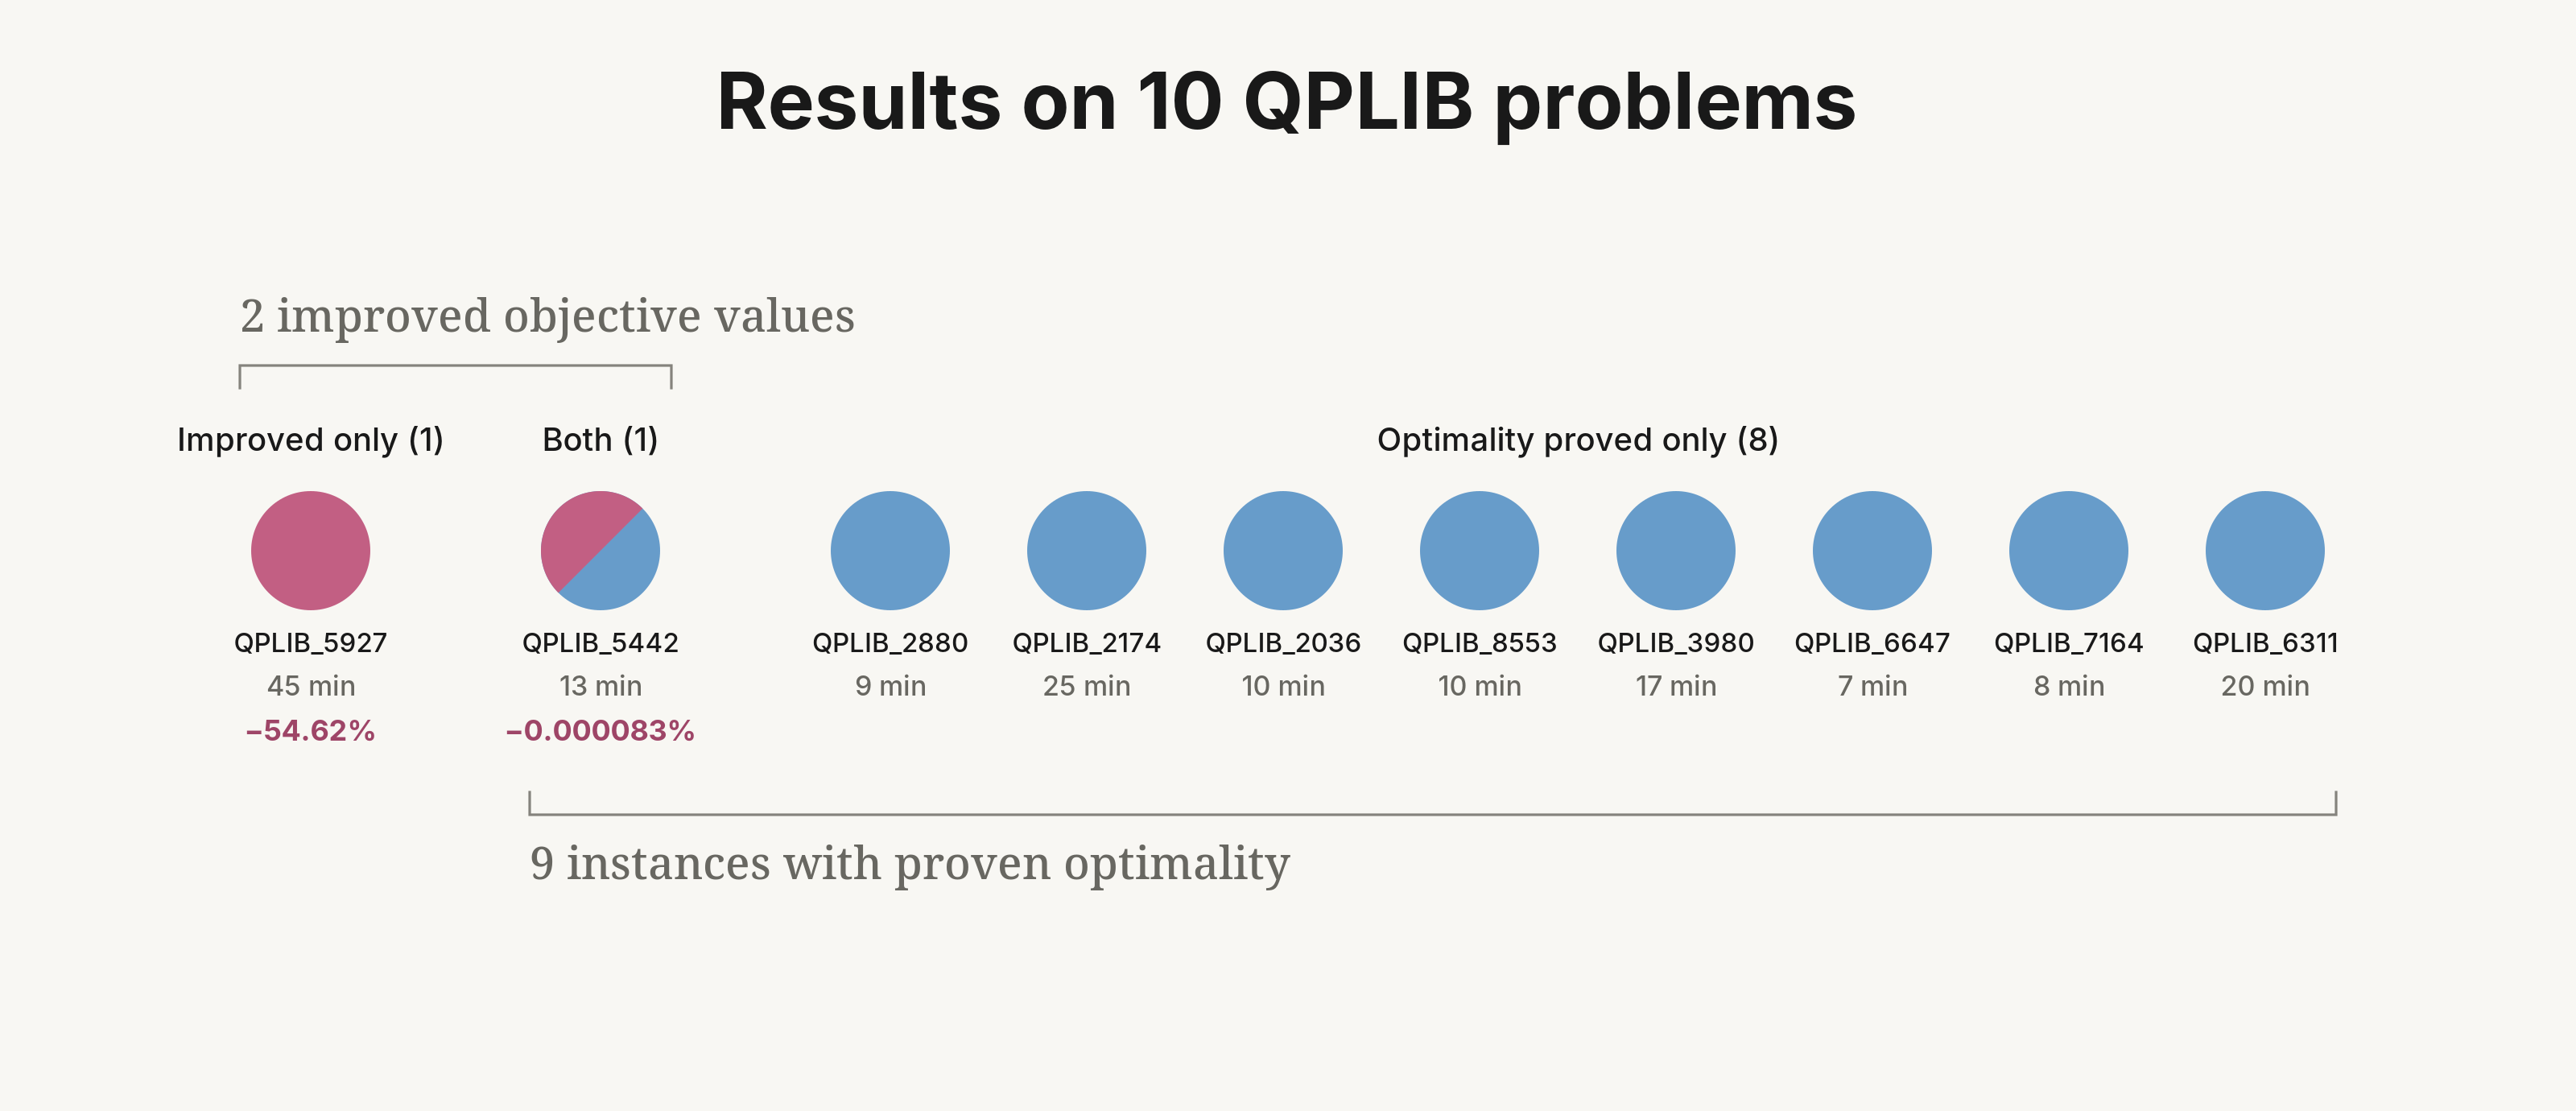 Results on 10 QPLIB problems
2 improved objective values
Improved only (1)
Both (1)
Optimality proved only (8)
QPLIB_5927
45 min
−54.62%
QPLIB_5442
13 min
−0.000083%
QPLIB_2880
9 min
QPLIB_2174
25 min
QPLIB_2036
10 min
QPLIB_8553
10 min
QPLIB_3980
17 min
QPLIB_6647
7 min
QPLIB_7164
8 min
QPLIB_6311
20 min
9 instances with proven optimality